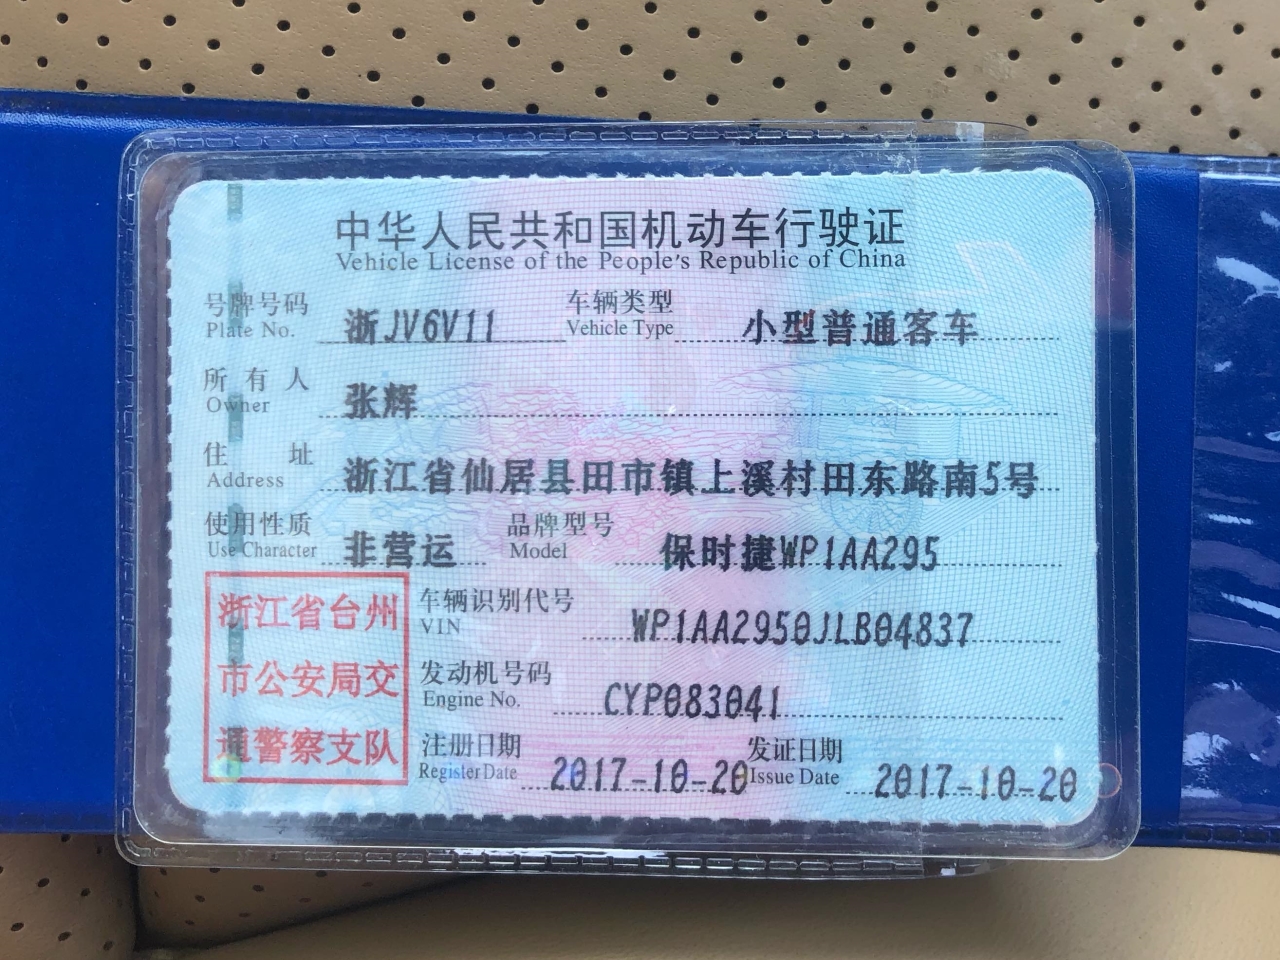 中华人民共和国机动车行驶证
Vehicle License of the People's Republic of China
号牌号码 浙JV6V11 车辆类型 小型普通客车
Plate No. Vehicle Type
所有人 张辉
Owner
住址 浙江省仙居县田市镇上溪村田东路南5号
Address
使用性质 非营运 品牌型号 保时捷WP1AA295
Use Character Model
浙江省台州
市公安局交
通警察支队
车辆识别代号 WP1AA2950JLB04837
VIN
发动机号码 CYP083041
Engine No.
注册日期 2017-10-20 发证日期 2017-10-20
Register Date Issue Date